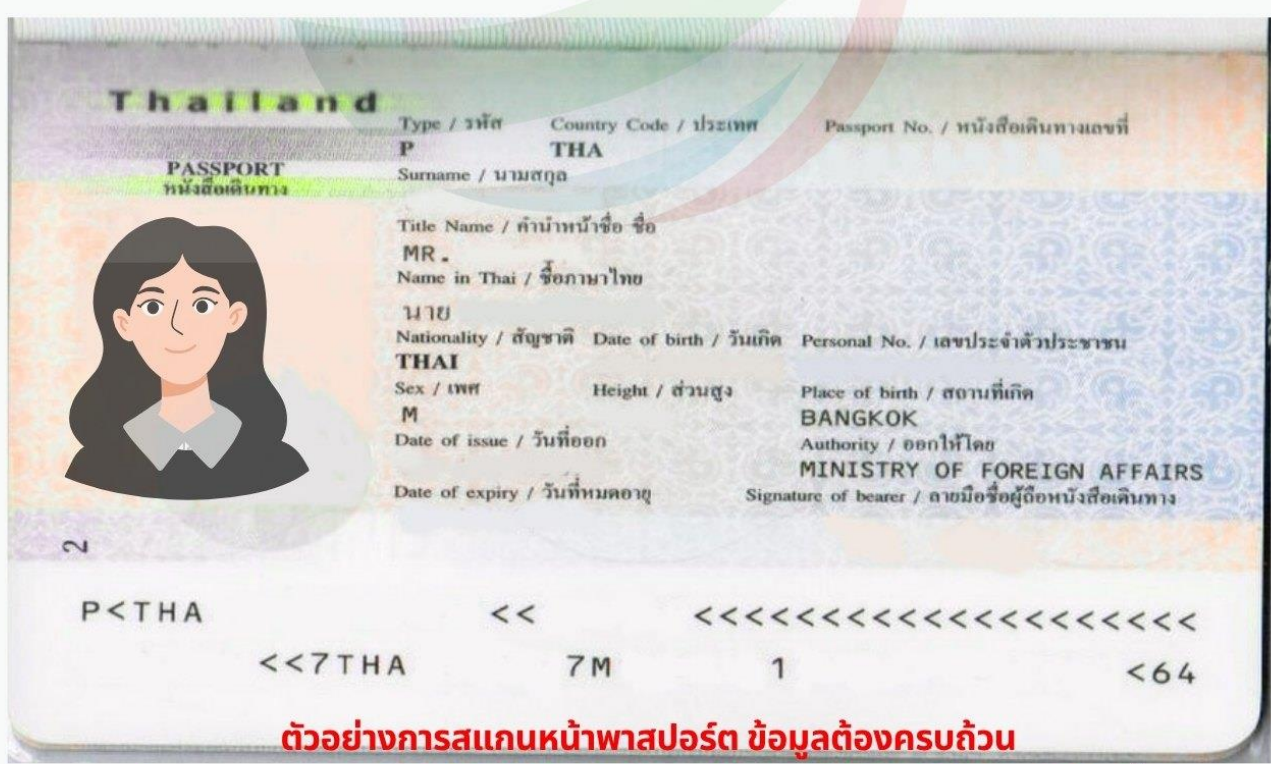 Thailand
Type / รหัส Country Code / ประเทศ Passport No. / หนังสือเดินทางเลขที่
P THA
PASSPORT
หนังสือเดินทาง
Surname / นามสกุล
Title Name / คำนำหน้าชื่อ ชื่อ
MR.
Name in Thai / ชื่อภาษาไทย
นาย
Nationality / สัญชาติ Date of birth / วันเกิด Personal No. / เลขประจำตัวประชาชน
THAI
Sex / เพศ Height / ส่วนสูง Place of birth / สถานที่เกิด
M BANGKOK
Date of issue / วันที่ออก Authority / ออกให้โดย
MINISTRY OF FOREIGN AFFAIRS
Date of expiry / วันที่หมดอายุ Signature of bearer / ลายมือชื่อผู้ถือหนังสือเดินทาง
2
P<THA << <<<<<<<<<<<<<<<<<<<<
<<7THA 7M 1 <64
ตัวอย่างการสแกนหน้าพาสปอร์ต ข้อมูลต้องครบถ้วน